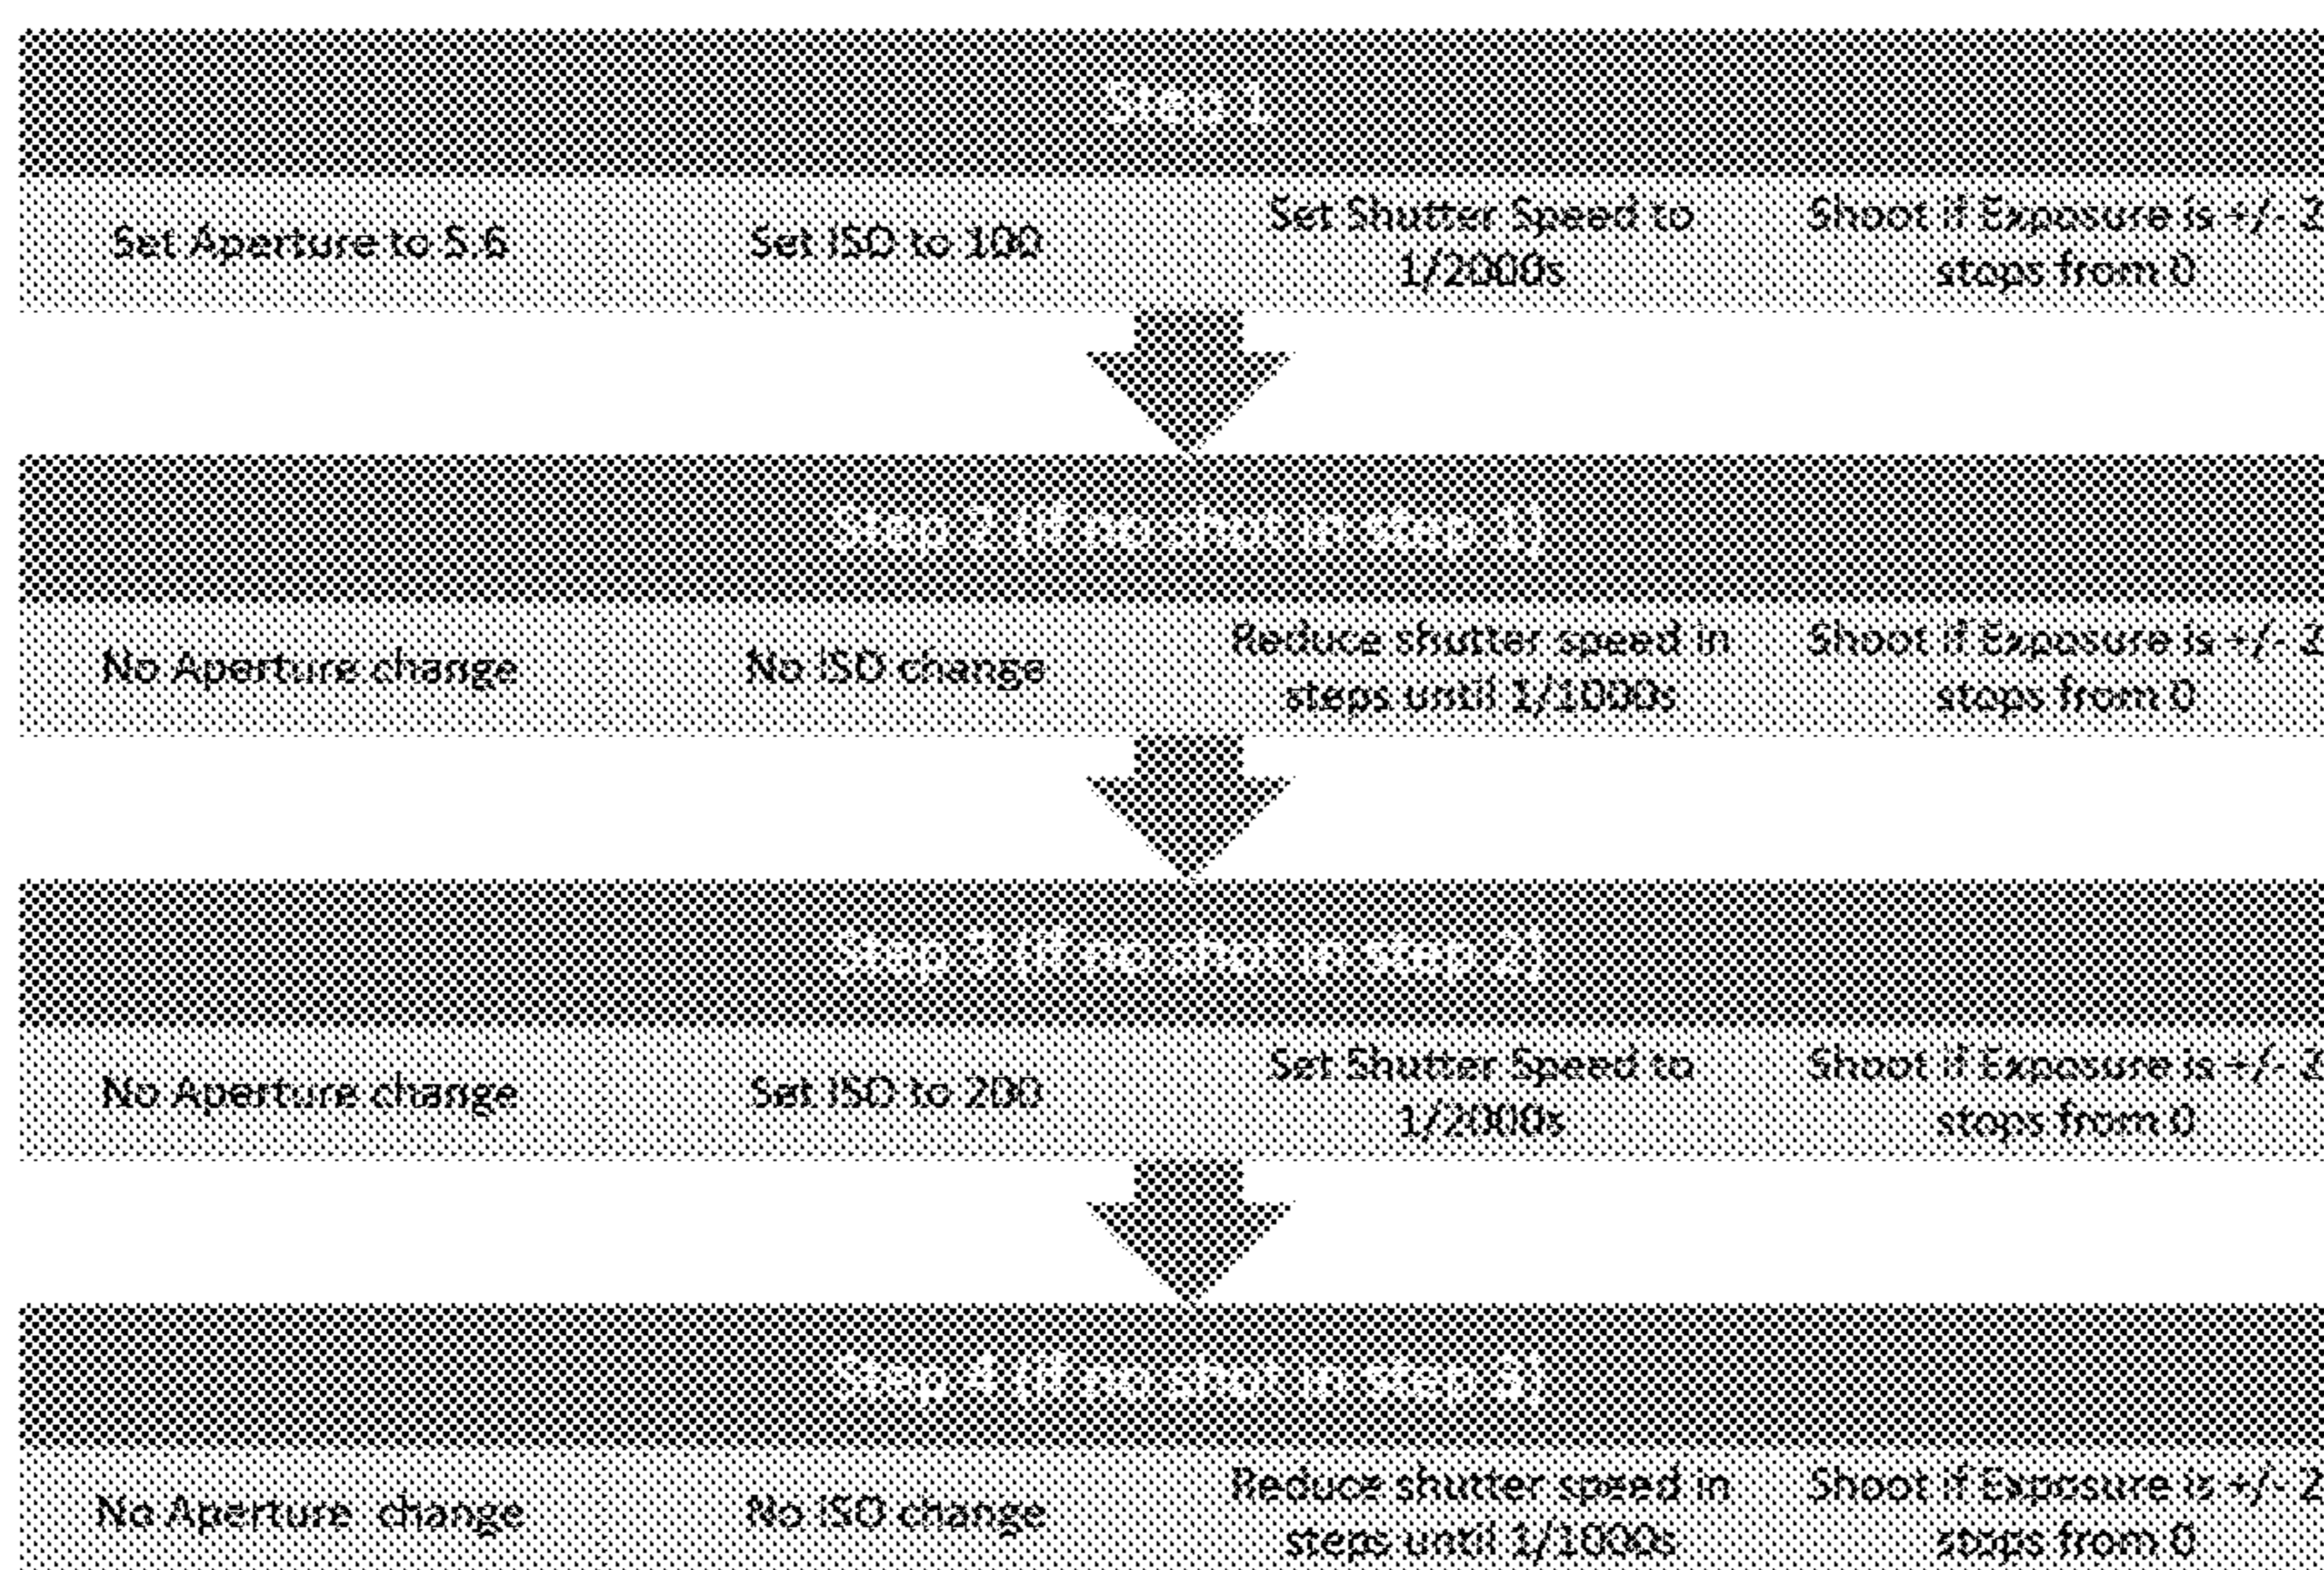 Step 1
Set Aperture to 5.6
Set ISO to 100
Set Shutter Speed to
1/2000s
Shoot if Exposure is +/- 2
stops from 0
Step 2 (if no shot in step 1)
No Aperture change
No ISO change
Reduce shutter speed in
steps until 1/1000s
Shoot if Exposure is +/- 2
stops from 0
Step 3 (if no shot in step 2)
No Aperture change
Set ISO to 200
Set Shutter Speed to
1/2000s
Shoot if Exposure is +/- 2
stops from 0
Step 4 (if no shot in step 3)
No Aperture change
No ISO change
Reduce shutter speed in
steps until 1/1000s
Shoot if Exposure is +/- 2
stops from 0